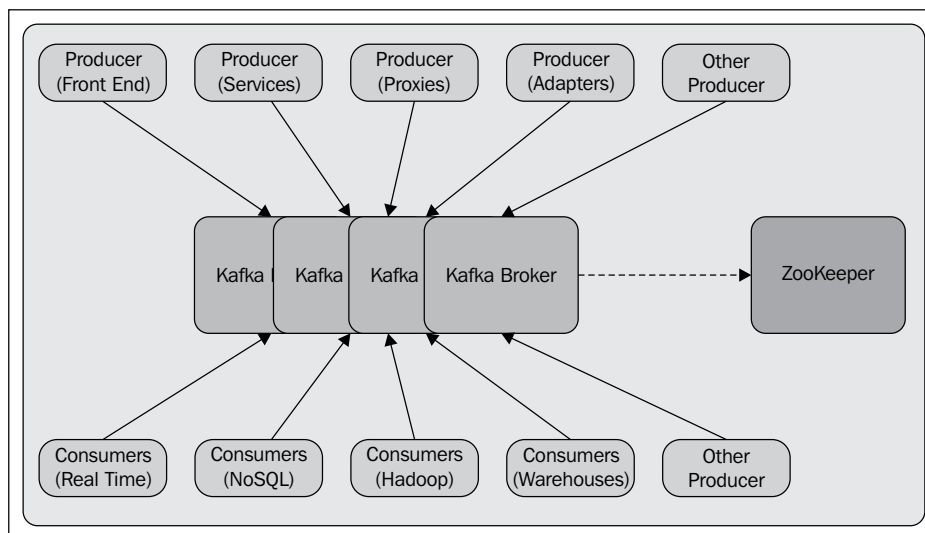 Producer
(Front End)
Producer
(Services)
Producer
(Proxies)
Producer
(Adapters)
Other
Producer
Kafka
Kafka
Kafka
Kafka Broker
ZooKeeper
Consumers
(Real Time)
Consumers
(NoSQL)
Consumers
(Hadoop)
Consumers
(Warehouses)
Other
Producer